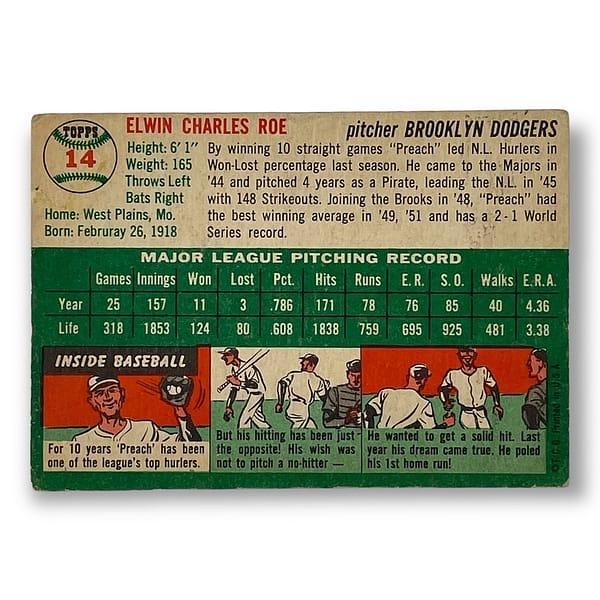 TOPPS
14
ELWIN CHARLES ROE
pitcher BROOKLYN DODGERS
Height: 6' 1"
Weight: 165
Throws Left
Bats Right
Home: West Plains, Mo.
Born: Februray 26, 1918
By winning 10 straight games "Preach" led N.L. Hurlers in
Won-Lost percentage last season. He came to the Majors in
'44 and pitched 4 years as a Pirate, leading the N.L. in '45
with 148 Strikeouts. Joining the Brooks in '48, "Preach" had
the best winning average in '49, '51 and has a 2-1 World
Series record.
MAJOR LEAGUE PITCHING RECORD
Games Innings Won Lost Pct. Hits Runs E.R. S.O. Walks E.R.A.
Year 25 157 11 3 .786 171 78 76 85 40 4.36
Life 318 1853 124 80 .608 1838 759 695 925 481 3.38
INSIDE BASEBALL
For 10 years 'Preach' has been
one of the league's top hurlers.
But his hitting has been just
the opposite! His wish was
not to pitch a no-hitter —
He wanted to get a solid hit. Last
year his dream came true. He poled
his 1st home run!
©T.C.G. Printed in U.S.A.